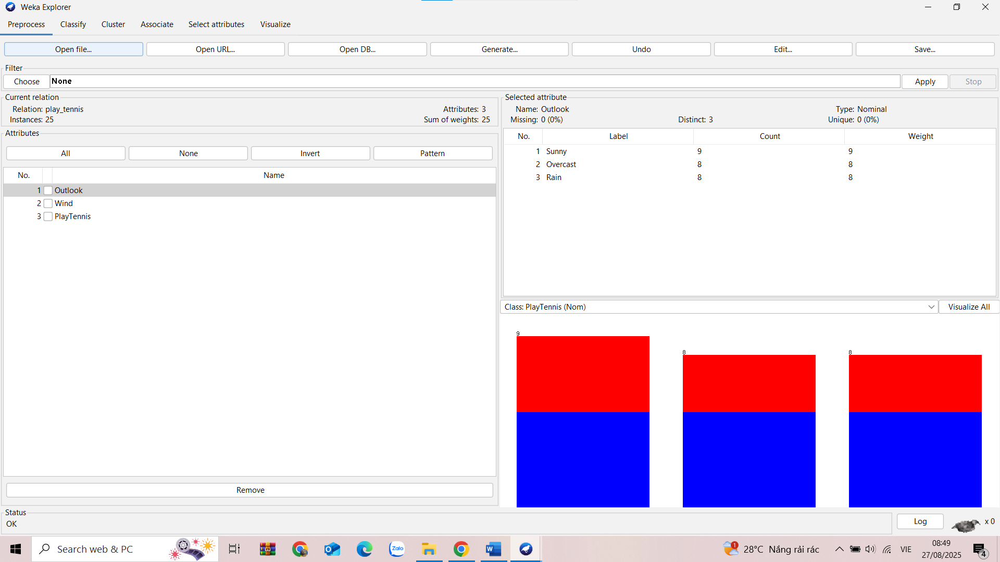 Weka Explorer
Preprocess Classify Cluster Associate Select attributes Visualize
Open file... Open URL... Open DB... Generate... Undo Edit... Save...
Filter
Choose None Apply Stop
Current relation
Relation: play_tennis Attributes: 3
Instances: 25 Sum of weights: 25
Attributes
All None Invert Pattern
No. Name
1 Outlook
2 Wind
3 PlayTennis
Remove
Selected attribute
Name: Outlook Type: Nominal
Missing: 0 (0%) Distinct: 3 Unique: 0 (0%)
No. Label Count Weight
1 Sunny 9 9
2 Overcast 8 8
3 Rain 8 8
Class: PlayTennis (Nom) Visualize All
9
8
8
Status
OK
Log x 0
Search web & PC Zalo W 1 28°C Nắng rải rác VIE 08:49
27/08/2025 4